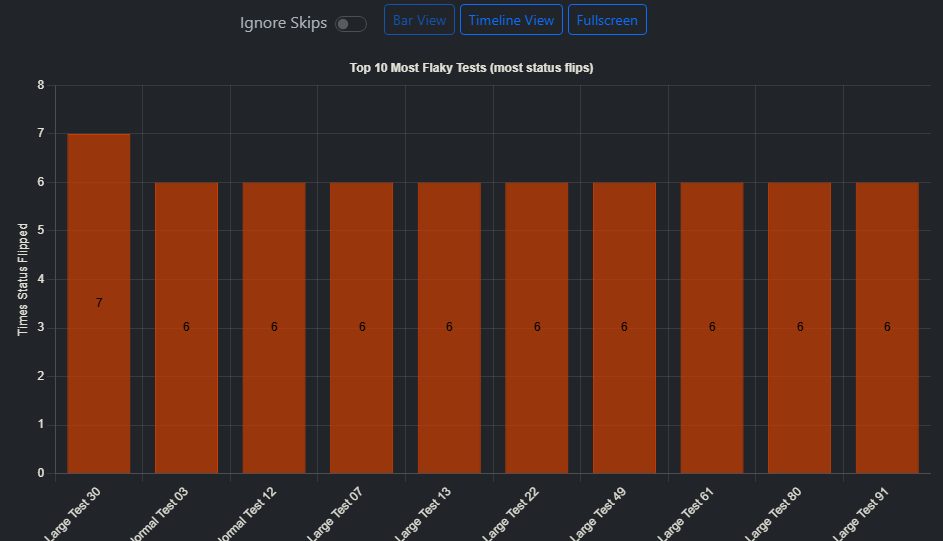 Ignore Skips Bar View Timeline View Fullscreen
Top 10 Most Flaky Tests (most status flips)
Times Status Flipped
8
7
6
5
4
3
2
1
0
7 6 6 6 6 6 6 6 6 6
Large Test 30
ormal Test 03
ormal Test 12
Large Test 07
Large Test 13
Large Test 22
Large Test 49
Large Test 61
Large Test 80
Large Test 91